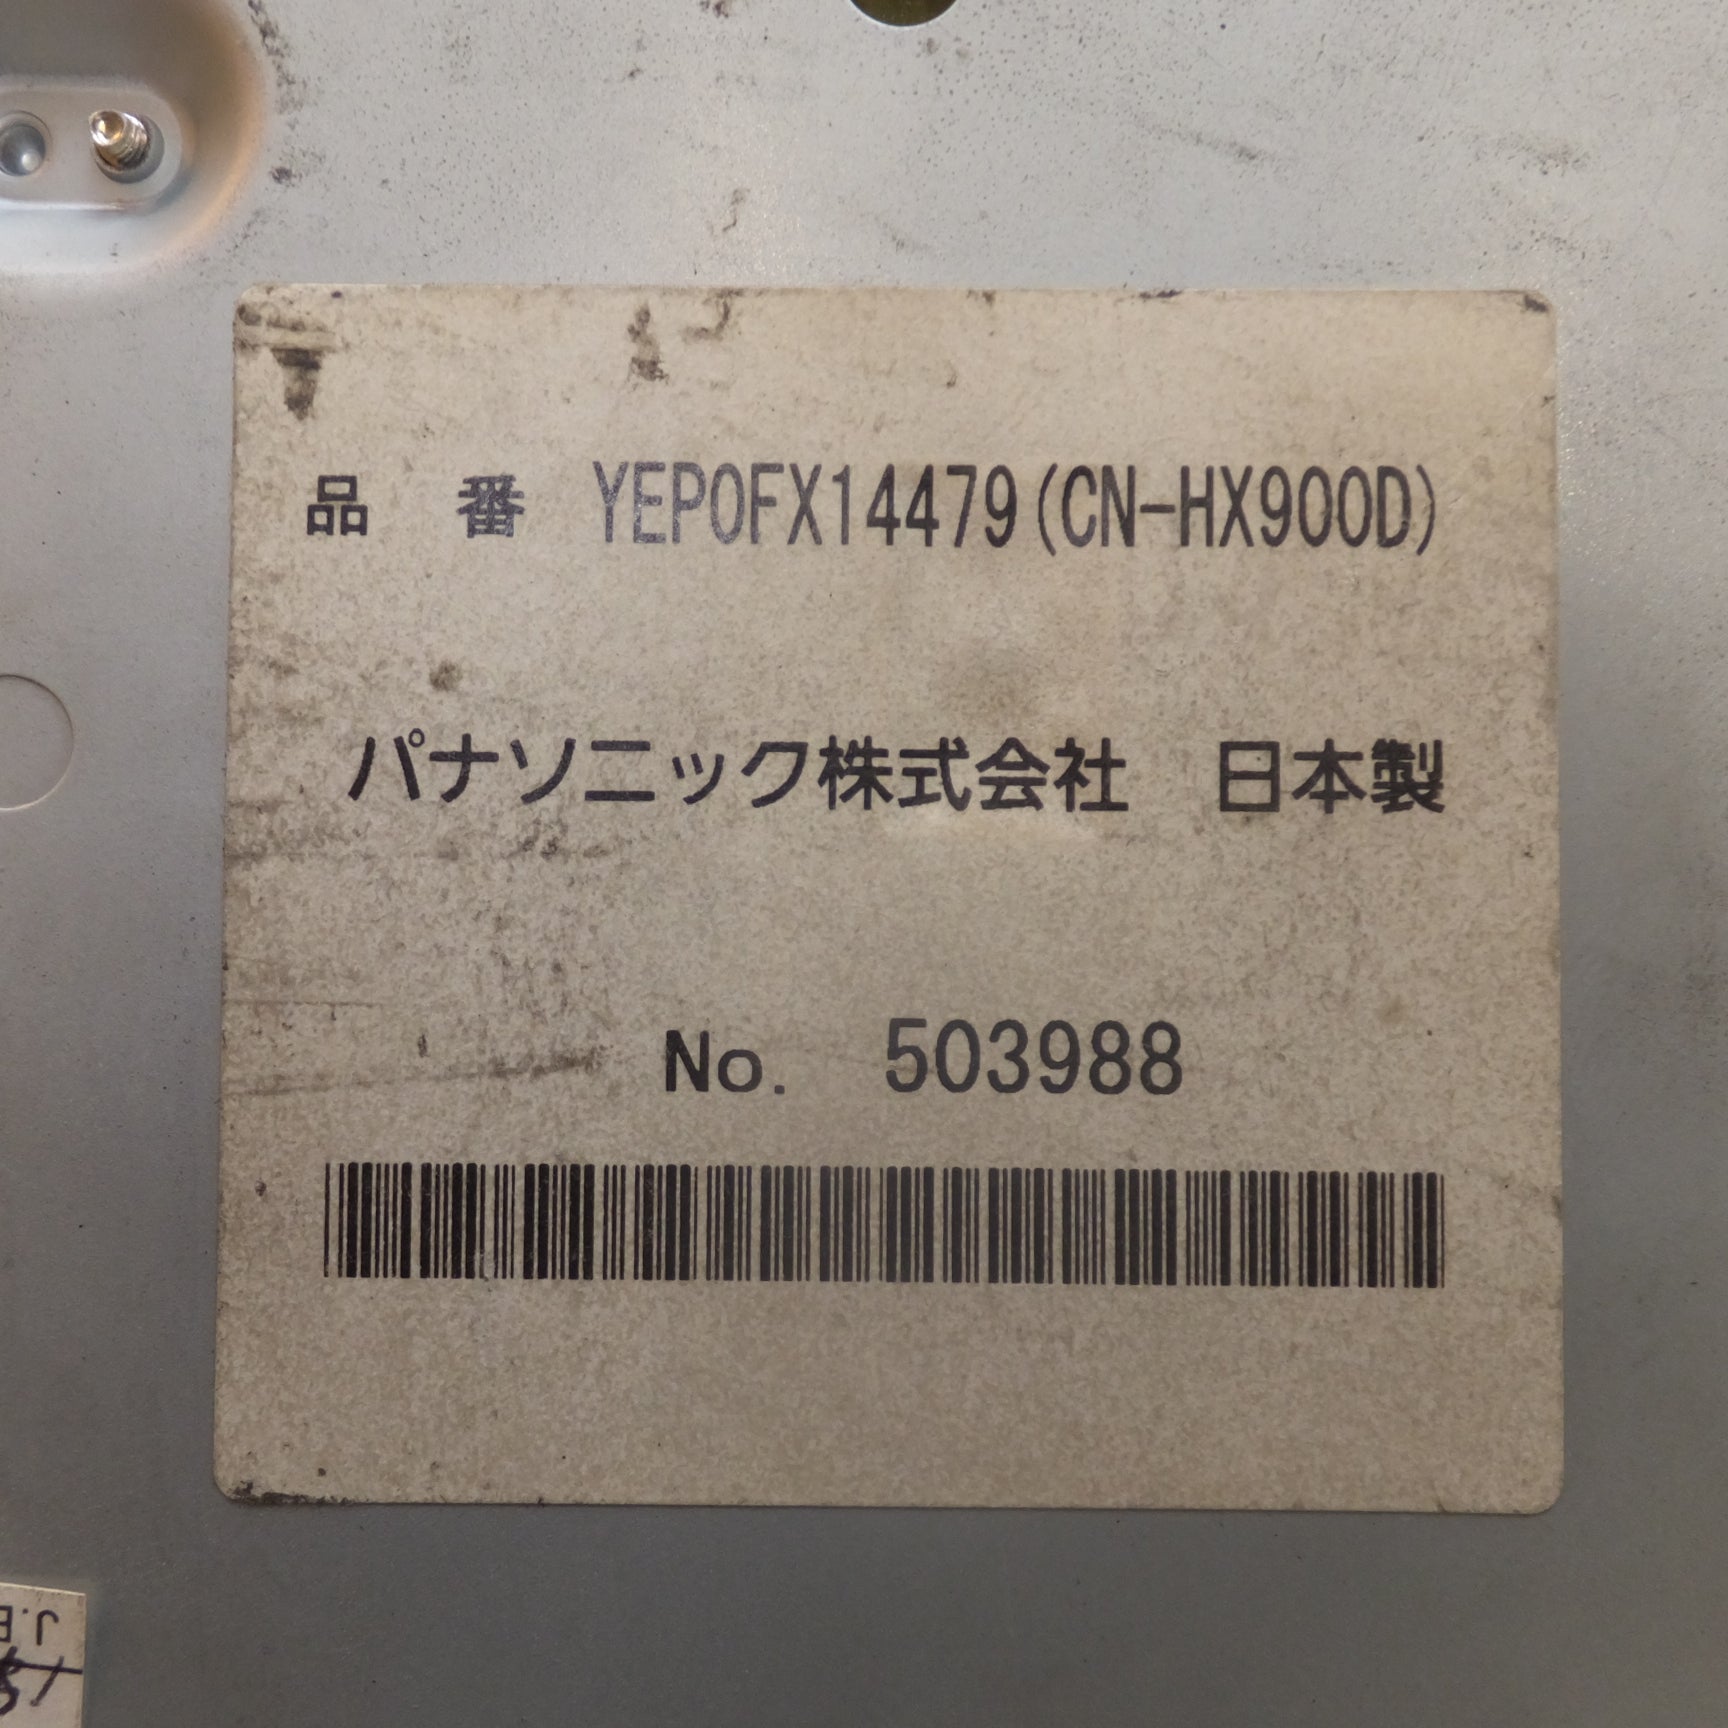 品 番 YEP0FX14479(CN-HX900D)
パナソニック株式会社 日本製
No. 503988
J.E